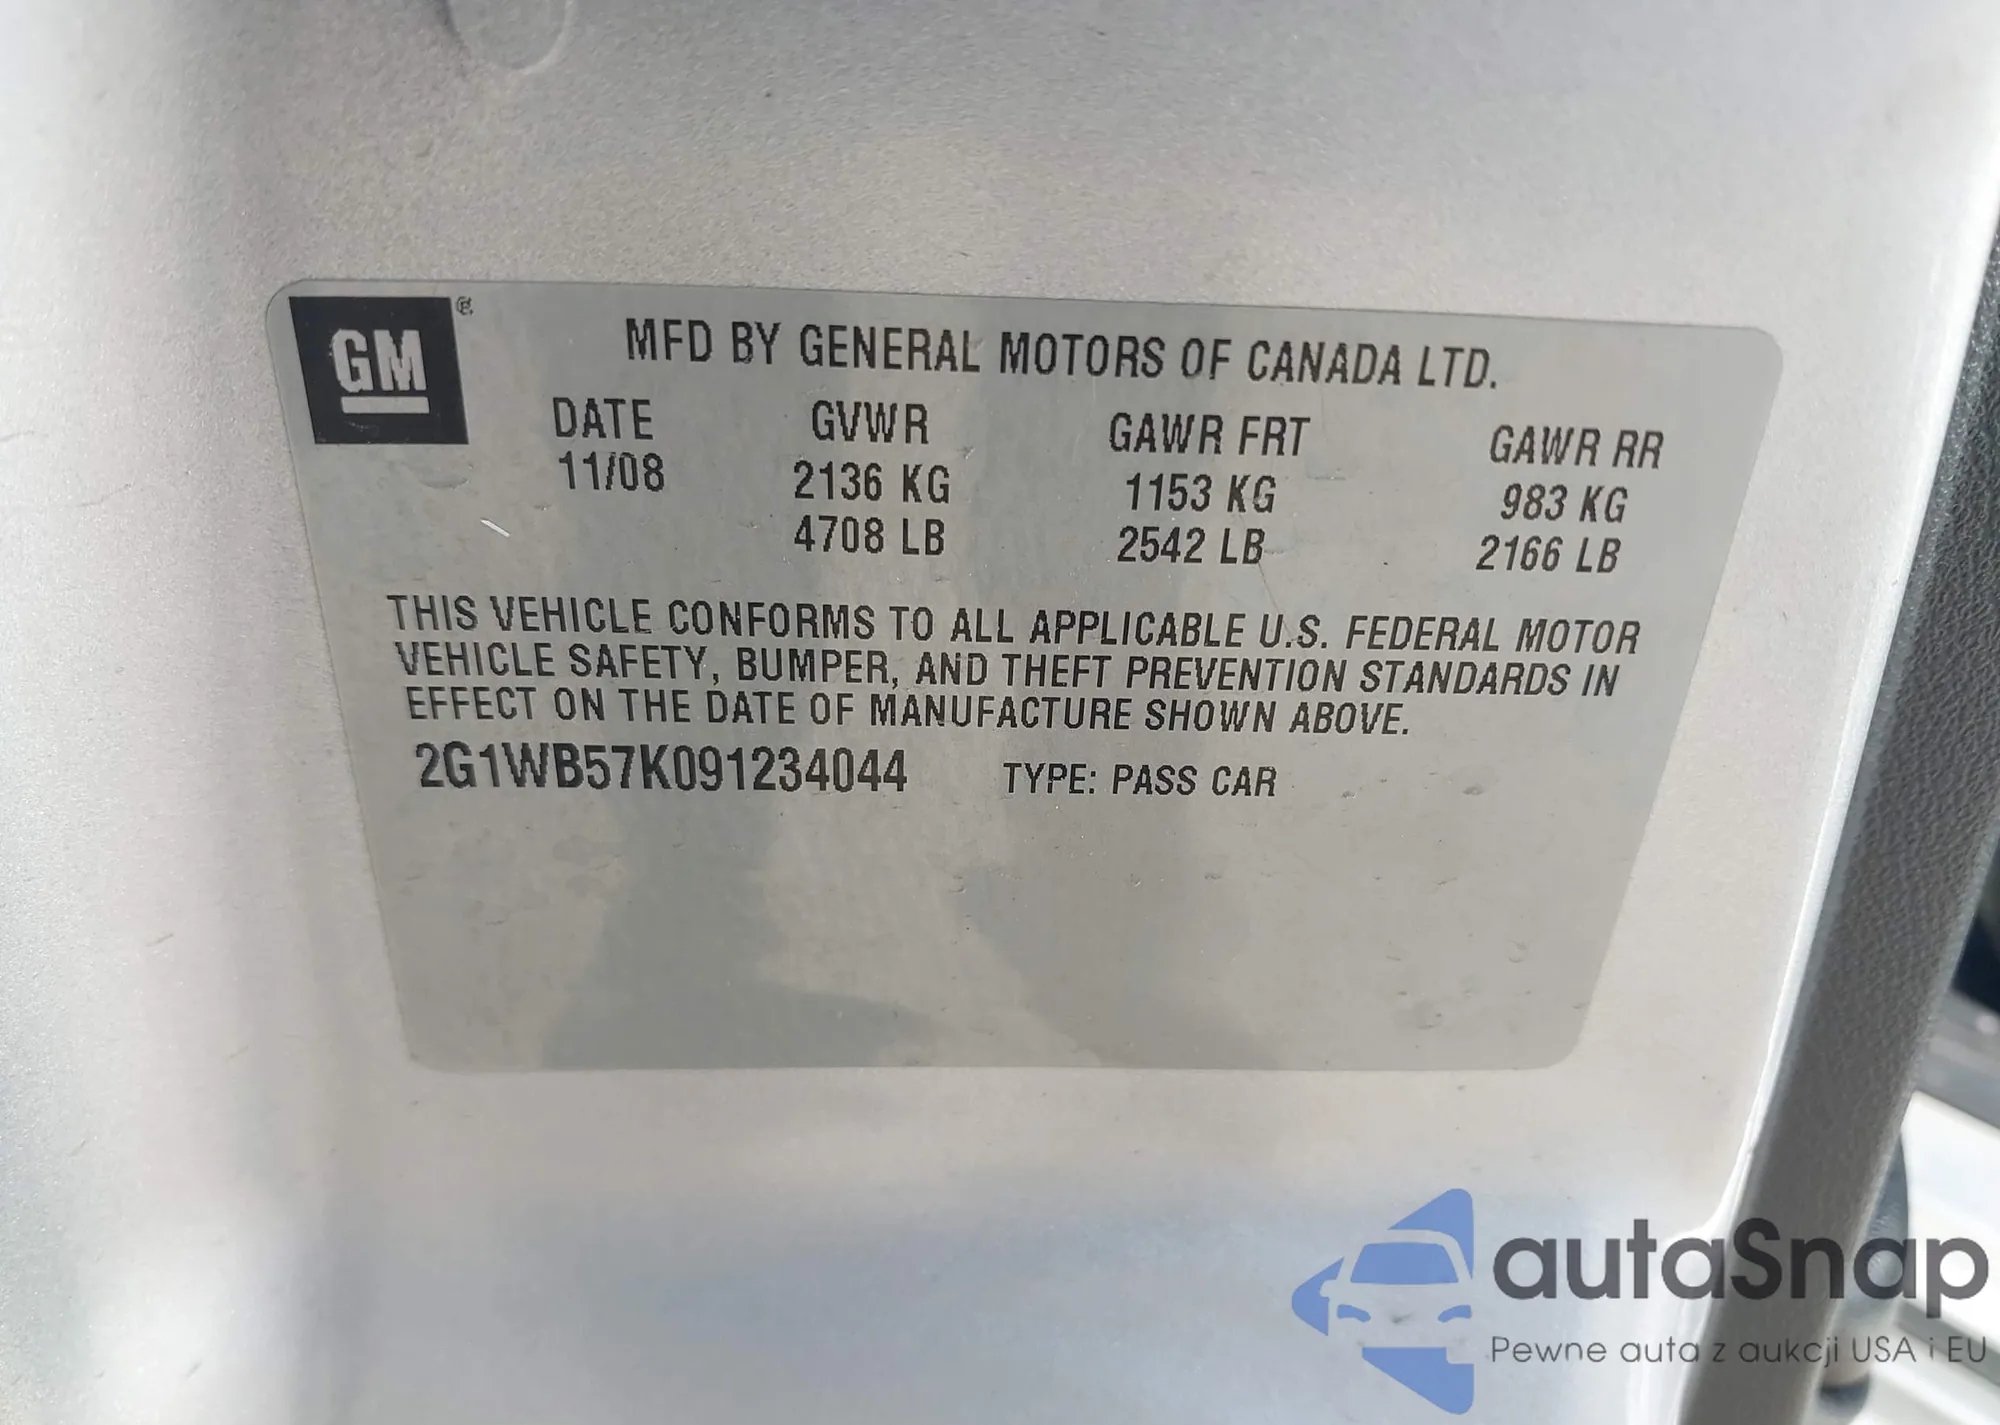 GM ®
MFD BY GENERAL MOTORS OF CANADA LTD.
DATE GVWR GAWR FRT GAWR RR
11/08 2136 KG 1153 KG 983 KG
4708 LB 2542 LB 2166 LB
THIS VEHICLE CONFORMS TO ALL APPLICABLE U.S. FEDERAL MOTOR
VEHICLE SAFETY, BUMPER, AND THEFT PREVENTION STANDARDS IN
EFFECT ON THE DATE OF MANUFACTURE SHOWN ABOVE.
2G1WB57K091234044 TYPE: PASS CAR
autaSnap
Pewne auta z aukcji USA i EU